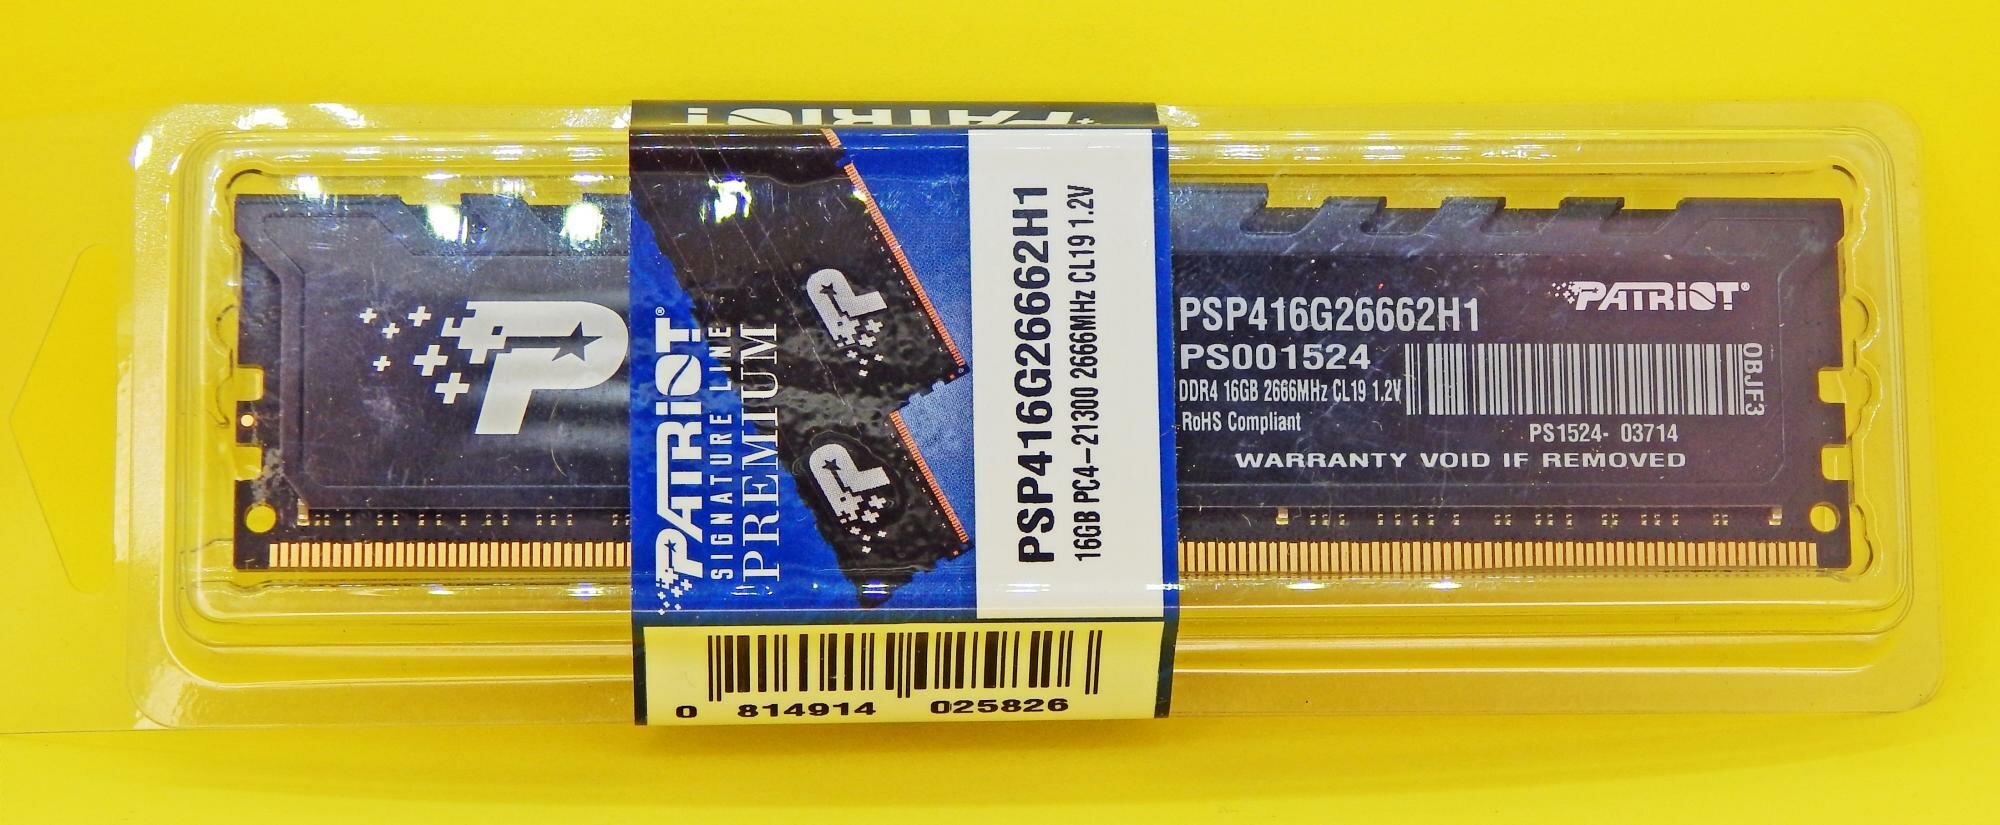 PATRIOT
PATRIOT®
SIGNATURE LINE
PREMIUM
PSP416G26662H1
16GB PC4-21300 2666MHz CL19 1.2V
0 814914 025826
PSP416G26662H1
PATRIOT®
PS001524
DDR4 16GB 2666MHz CL19 1.2V
OBJF3
RoHS Compliant
PS1524- 03714
WARRANTY VOID IF REMOVED